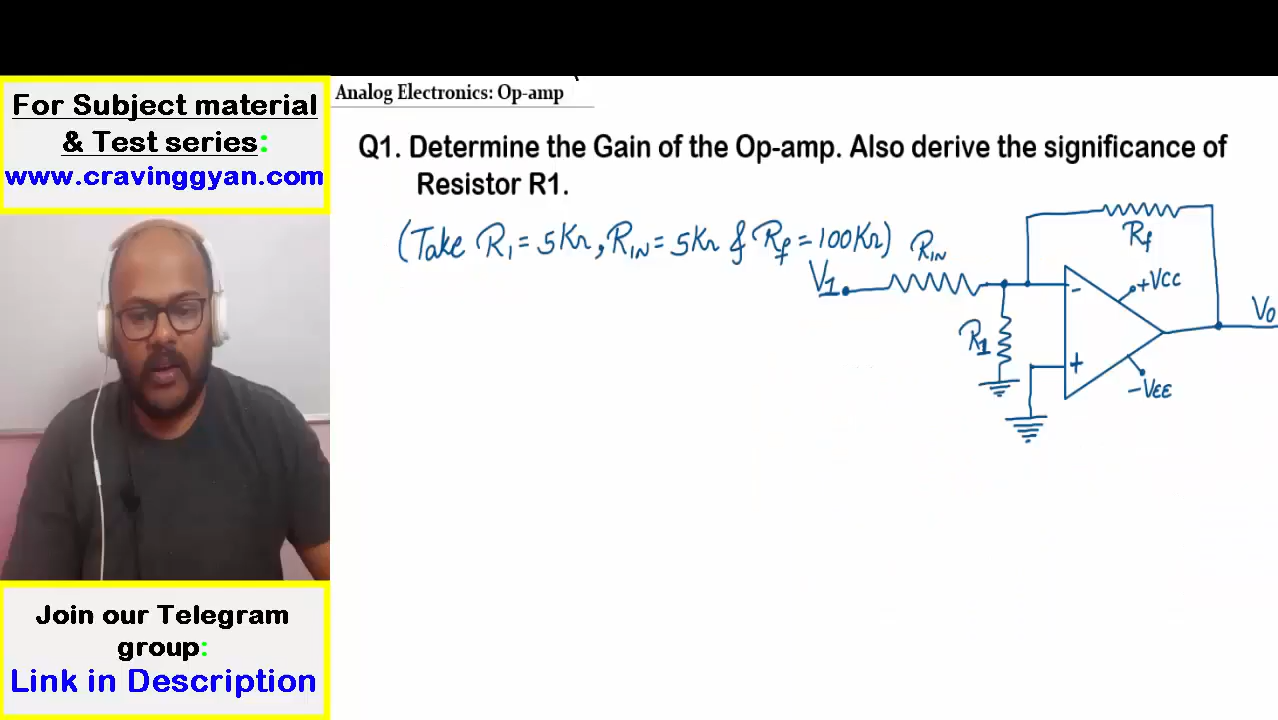 For Subject material
& Test series:
www.cravinggyan.com
Analog Electronics: Op-amp
Q1. Determine the Gain of the Op-amp. Also derive the significance of
Resistor R1.
(Take R1 = 5KΩ, RIN = 5KΩ & Rf = 100KΩ)
RIN
Rf
V1
+VCC
-
V0
R1
+
-VEE
Join our Telegram
group:
Link in Description